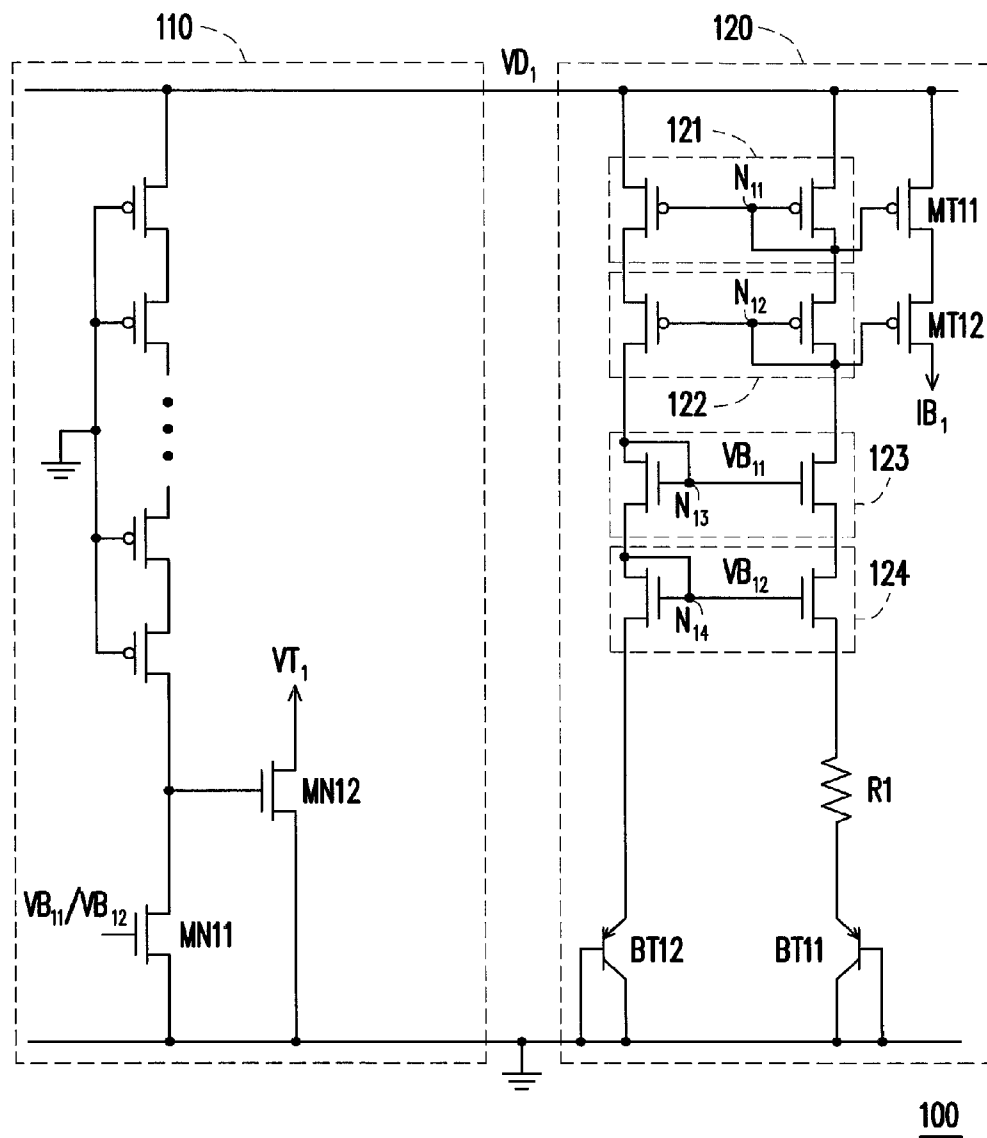 110
120
VD₁
121
N₁₁
MT11
N₁₂
MT12
122
IB₁
VB₁₁
123
N₁₃
VB₁₂
124
N₁₄
VT₁
MN12
R1
VB₁₁/VB₁₂
MN11
BT12
BT11
100